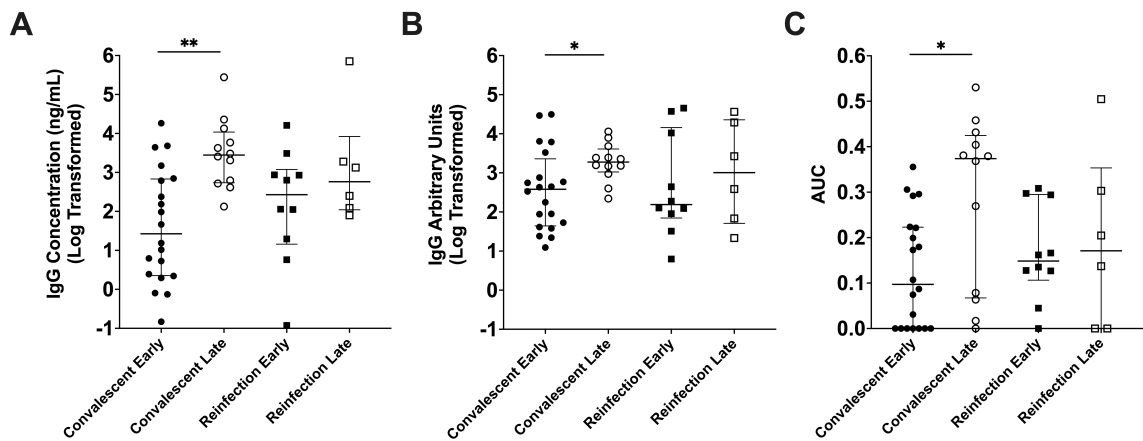 A
B
C
**
*
*
IgG Concentration (ng/mL)
(Log Transformed)
6
5
4
3
2
1
0
-1
Convalescent Early
Convalescent Late
Reinfection Early
Reinfection Late
IgG Arbitrary Units
(Log Transformed)
6
5
4
3
2
1
0
-1
Convalescent Early
Convalescent Late
Reinfection Early
Reinfection Late
AUC
0.6
0.5
0.4
0.3
0.2
0.1
0.0
Convalescent Early
Convalescent Late
Reinfection Early
Reinfection Late